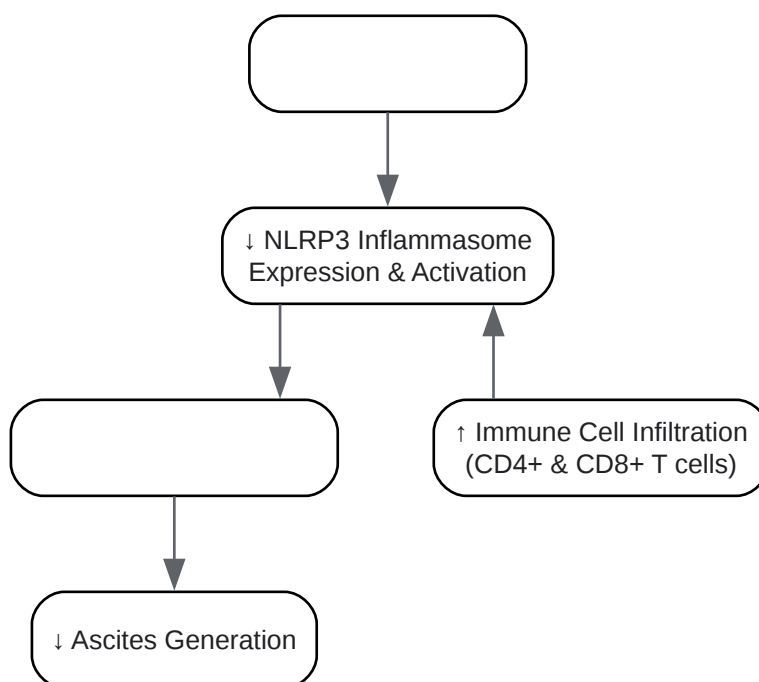 ↓ NLRP3 Inflammasome
Expression & Activation
↑ Immune Cell Infiltration
(CD4+ & CD8+ T cells)
↓ Ascites Generation